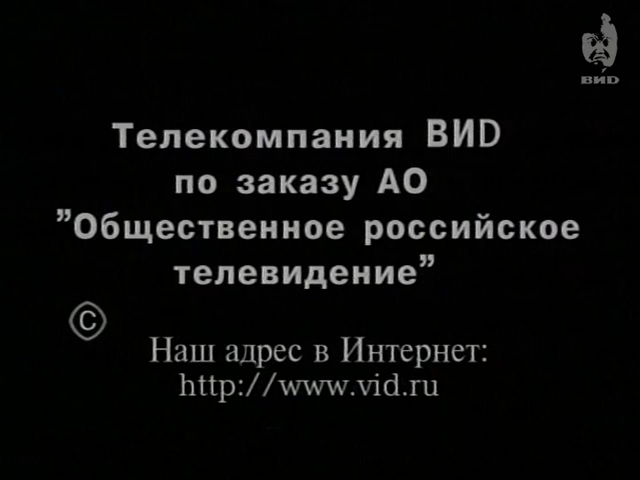 ВИD
Телекомпания ВИD
по заказу АО
"Общественное российское
телевидение"
©
Наш адрес в Интернет:
http://www.vid.ru